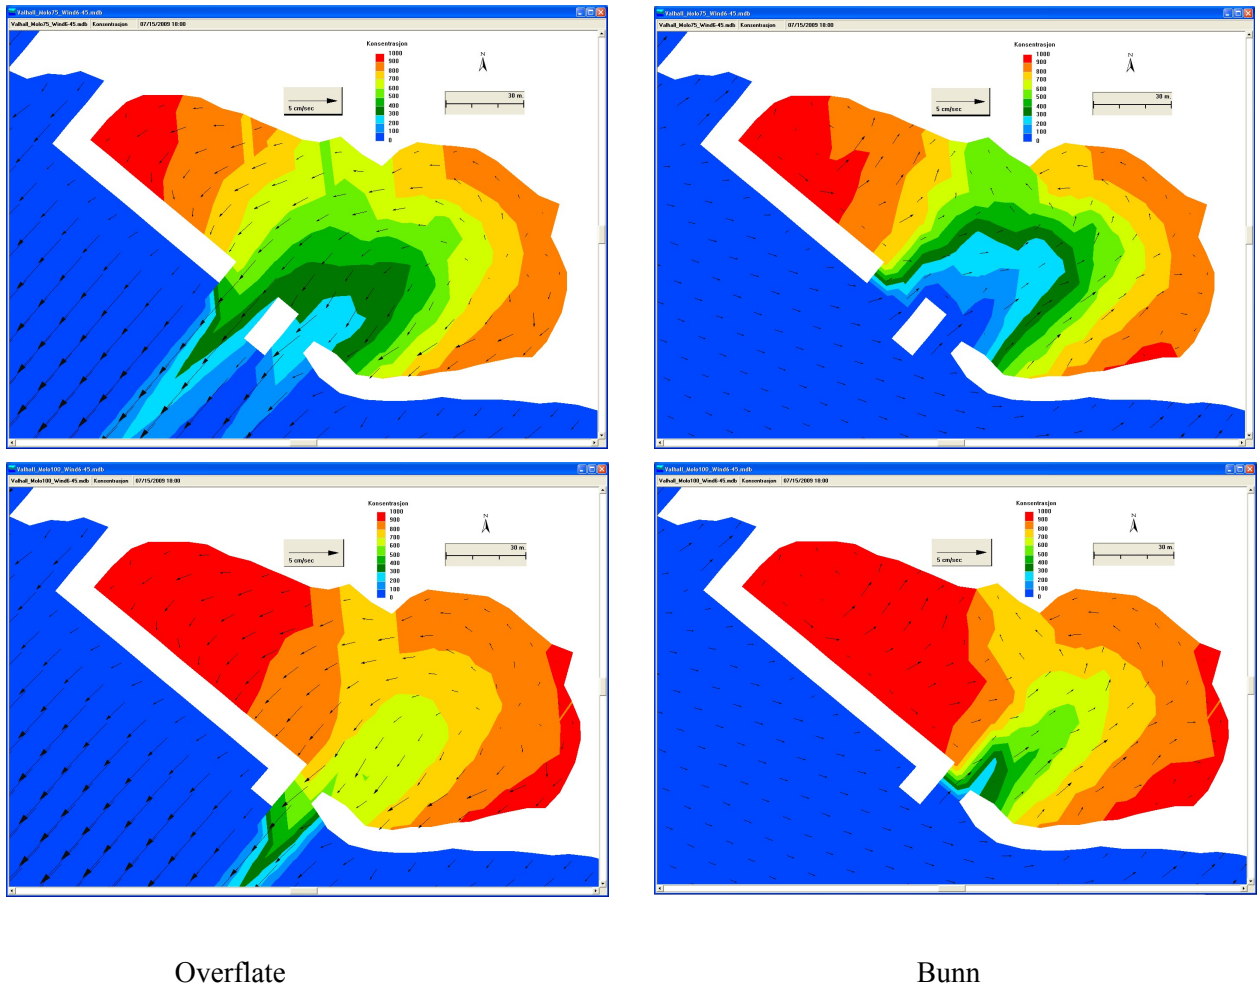 Valhall_Molo75_Wind6-45.mdb
Valhall_Molo75_Wind6-45.mdb Konsentrasjon 07/15/2009 18:00
Konsentrasjon
1000
900
800
700
600
500
400
300
200
100
0
5 cm/sec
N
30 m.
Valhall_Molo75_Wind6-45.mdb
Valhall_Molo75_Wind6-45.mdb Konsentrasjon 07/15/2009 18:00
Konsentrasjon
1000
900
800
700
600
500
400
300
200
100
0
5 cm/sec
N
30 m.
Valhall_Molo100_Wind6-45.mdb
Valhall_Molo100_Wind6-45.mdb Konsentrasjon 07/15/2009 18:00
Konsentrasjon
1000
900
800
700
600
500
400
300
200
100
0
5 cm/sec
N
30 m.
Valhall_Molo100_Wind6-45.mdb
Valhall_Molo100_Wind6-45.mdb Konsentrasjon 07/15/2009 18:00
Konsentrasjon
1000
900
800
700
600
500
400
300
200
100
0
5 cm/sec
N
30 m.
Overflate
Bunn